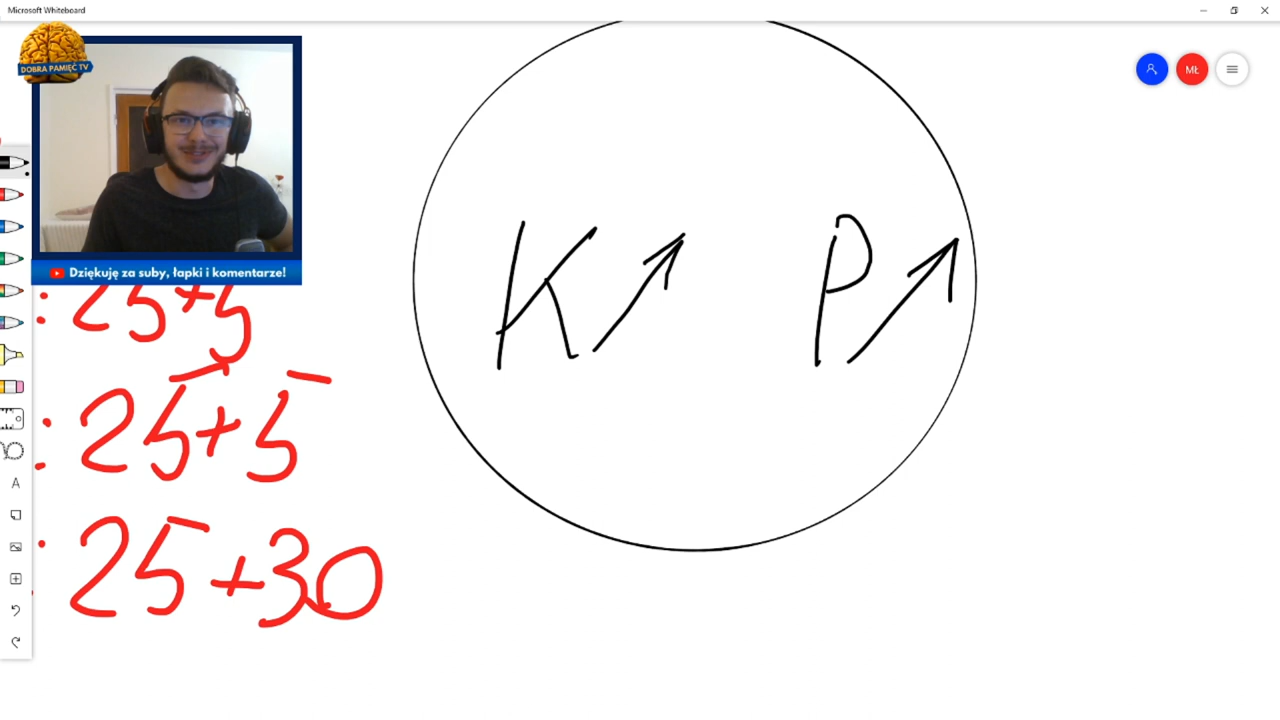 Microsoft Whiteboard
DOBRA PAMIĘĆ TV
MŁ
Dziękuję za suby, łapki i komentarze!
: 25+5
: 25+5
: 25+30
K P
A